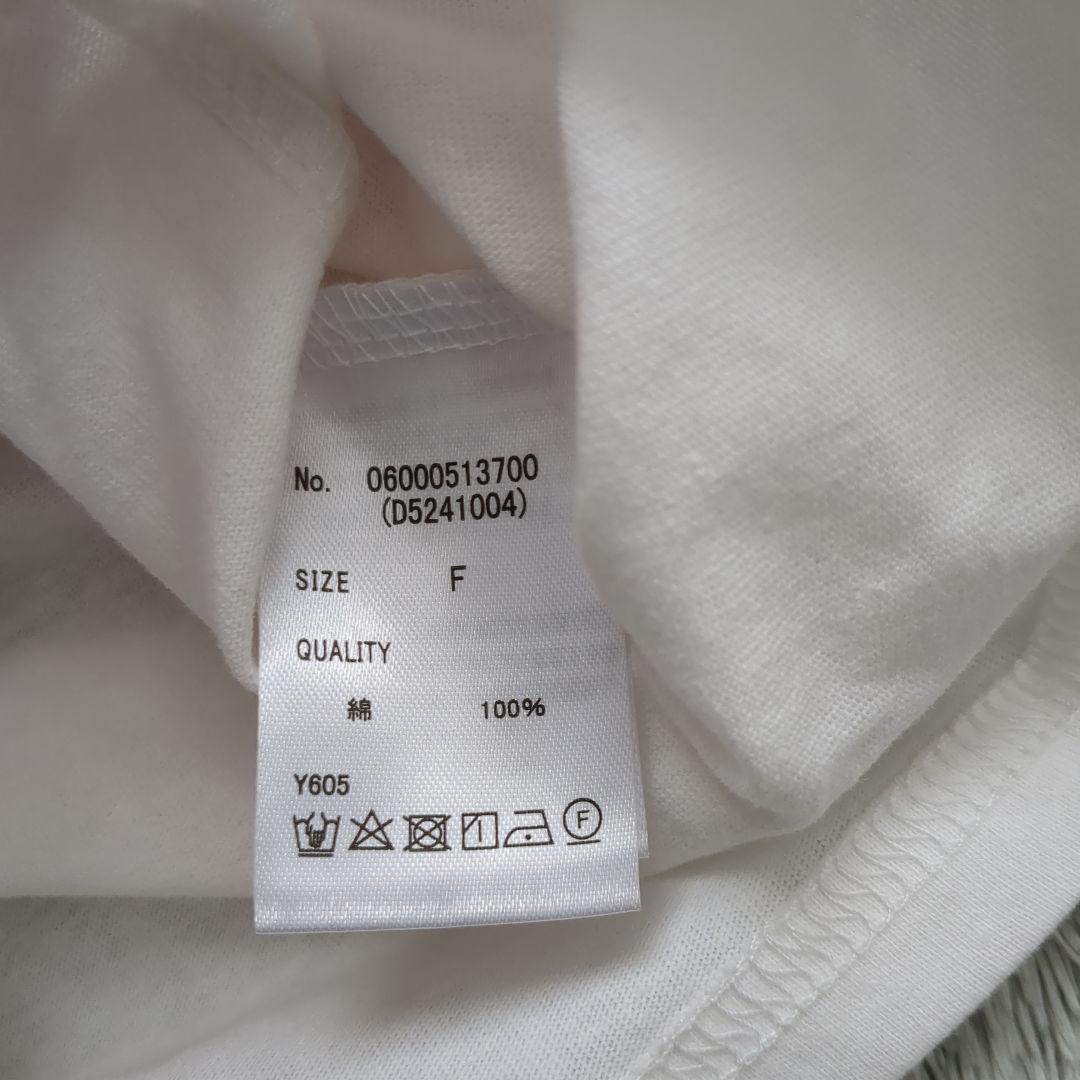 No. 06000513700
(D5241004)
SIZE F
QUALITY
綿 100%
Y605
F